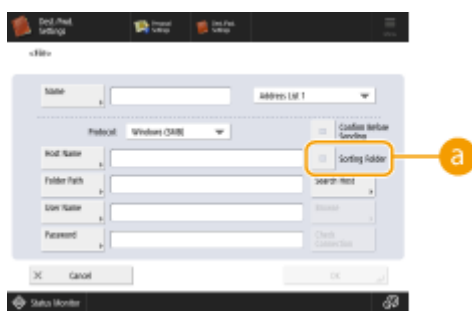 Dest./Fwd.
Settings
Personal
Settings
Dest./Fwd.
Settings
<File>
Name
Address List 1
Protocol:
Windows (SMB)
Confirm Before
Sending
Host Name
Sorting Folder
a
Folder Path
Search Host
User Name
Browse
Password
Check
Connection
× Cancel
OK
Status Monitor